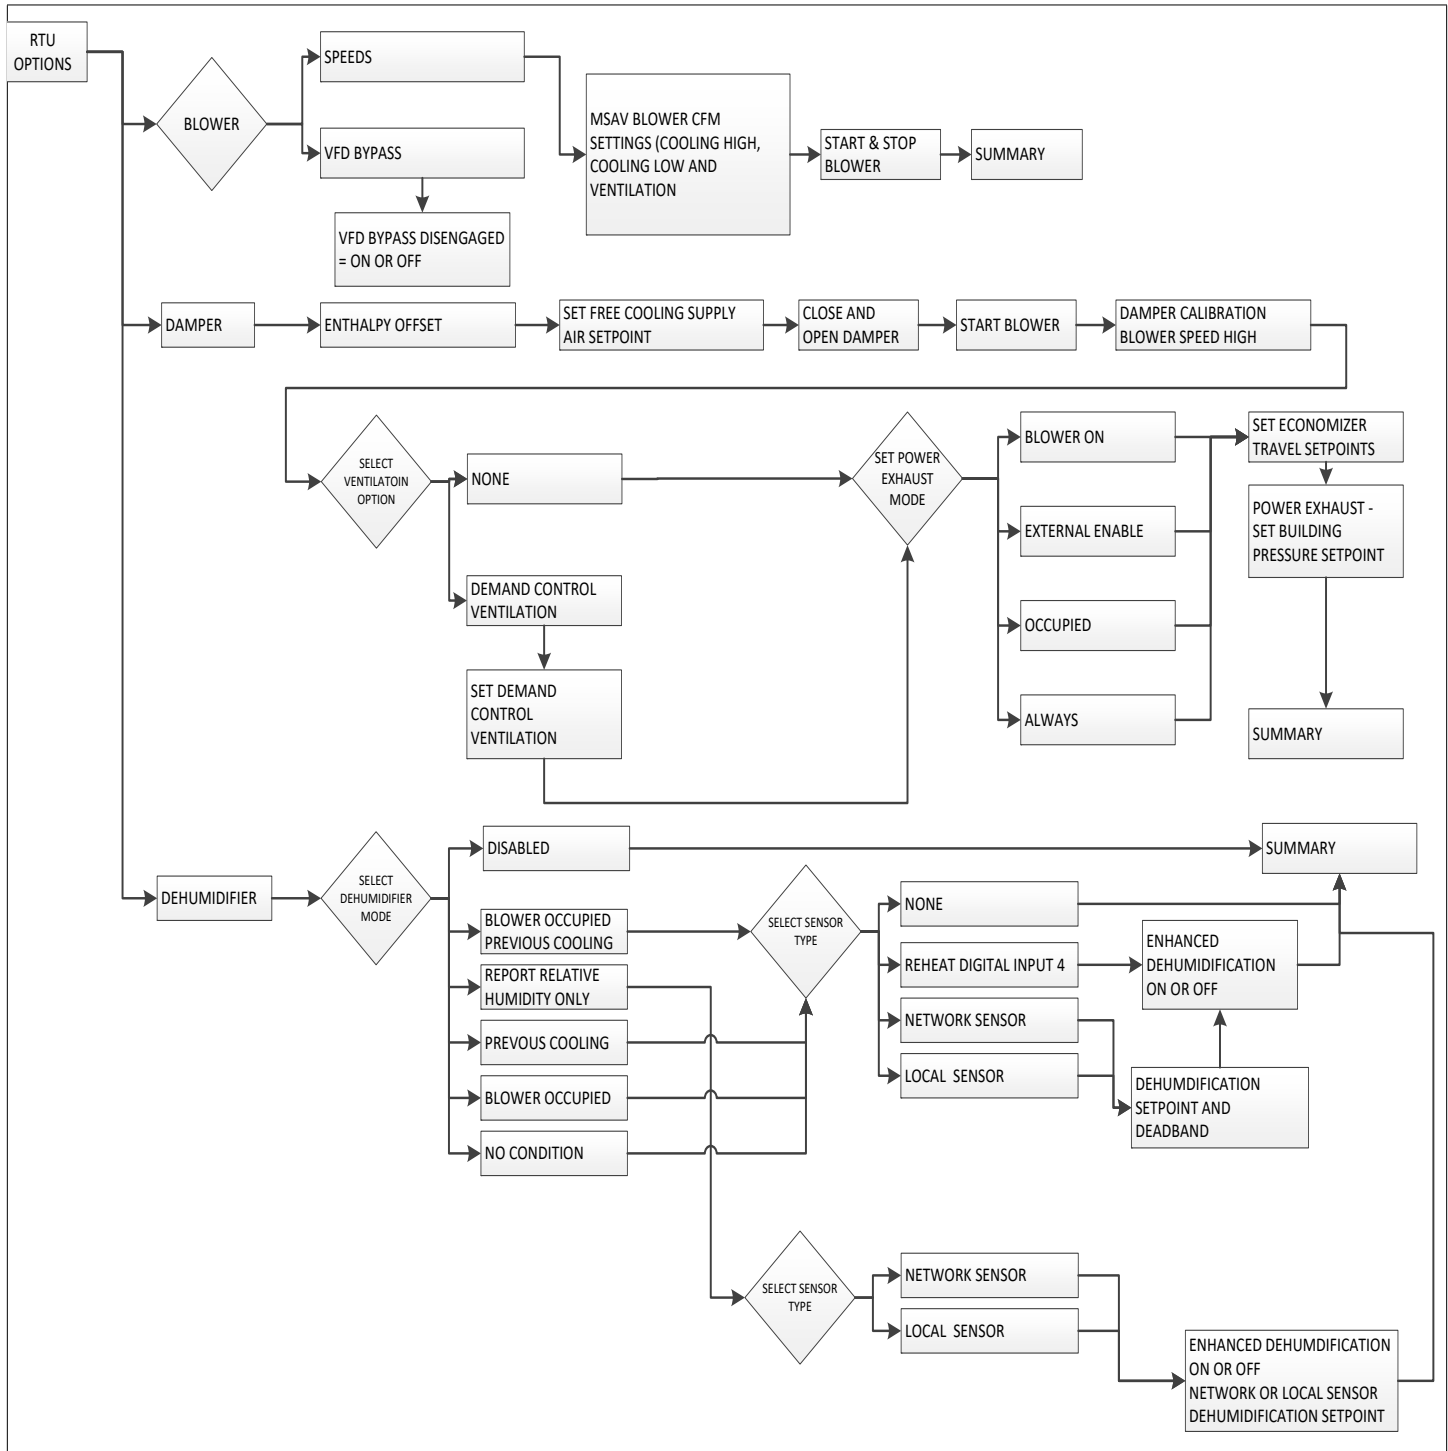 RTU
OPTIONS
BLOWER
SPEEDS
VFD BYPASS
VFD BYPASS DISENGAGED
= ON OR OFF
MSAV BLOWER CFM
SETTINGS (COOLING HIGH,
COOLING LOW AND
VENTILATION
START & STOP
BLOWER
SUMMARY
DAMPER
ENTHALPY OFFSET
SET FREE COOLING SUPPLY
AIR SETPOINT
CLOSE AND
OPEN DAMPER
START BLOWER
DAMPER CALIBRATION
BLOWER SPEED HIGH
SELECT
VENTILATOIN
OPTION
NONE
DEMAND CONTROL
VENTILATION
SET DEMAND
CONTROL
VENTILATION
SET POWER
EXHAUST
MODE
BLOWER ON
EXTERNAL ENABLE
OCCUPIED
ALWAYS
SET ECONOMIZER
TRAVEL SETPOINTS
POWER EXHAUST -
SET BUILDING
PRESSURE SETPOINT
SUMMARY
DEHUMIDIFIER
SELECT
DEHUMIDIFIER
MODE
DISABLED
BLOWER OCCUPIED
PREVIOUS COOLING
REPORT RELATIVE
HUMIDITY ONLY
PREVOUS COOLING
BLOWER OCCUPIED
NO CONDITION
SELECT SENSOR
TYPE
NONE
REHEAT DIGITAL INPUT 4
NETWORK SENSOR
LOCAL SENSOR
ENHANCED
DEHUMIDIFICATION
ON OR OFF
DEHUMDIFICATION
SETPOINT AND
DEADBAND
SUMMARY
SELECT SENSOR
TYPE
NETWORK SENSOR
LOCAL SENSOR
ENHANCED DEHUMDIFICATION
ON OR OFF
NETWORK OR LOCAL SENSOR
DEHUMIDIFICATION SETPOINT